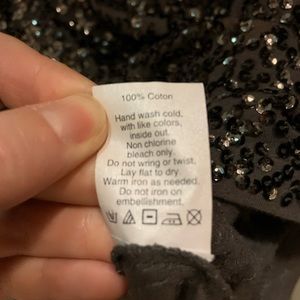 100% Coton
Hand wash cold,
with like colors,
inside out.
Non chlorine
bleach only.
Do not wring or twist.
Lay flat to dry
Warm iron as needed.
Do not iron on
embellishment.